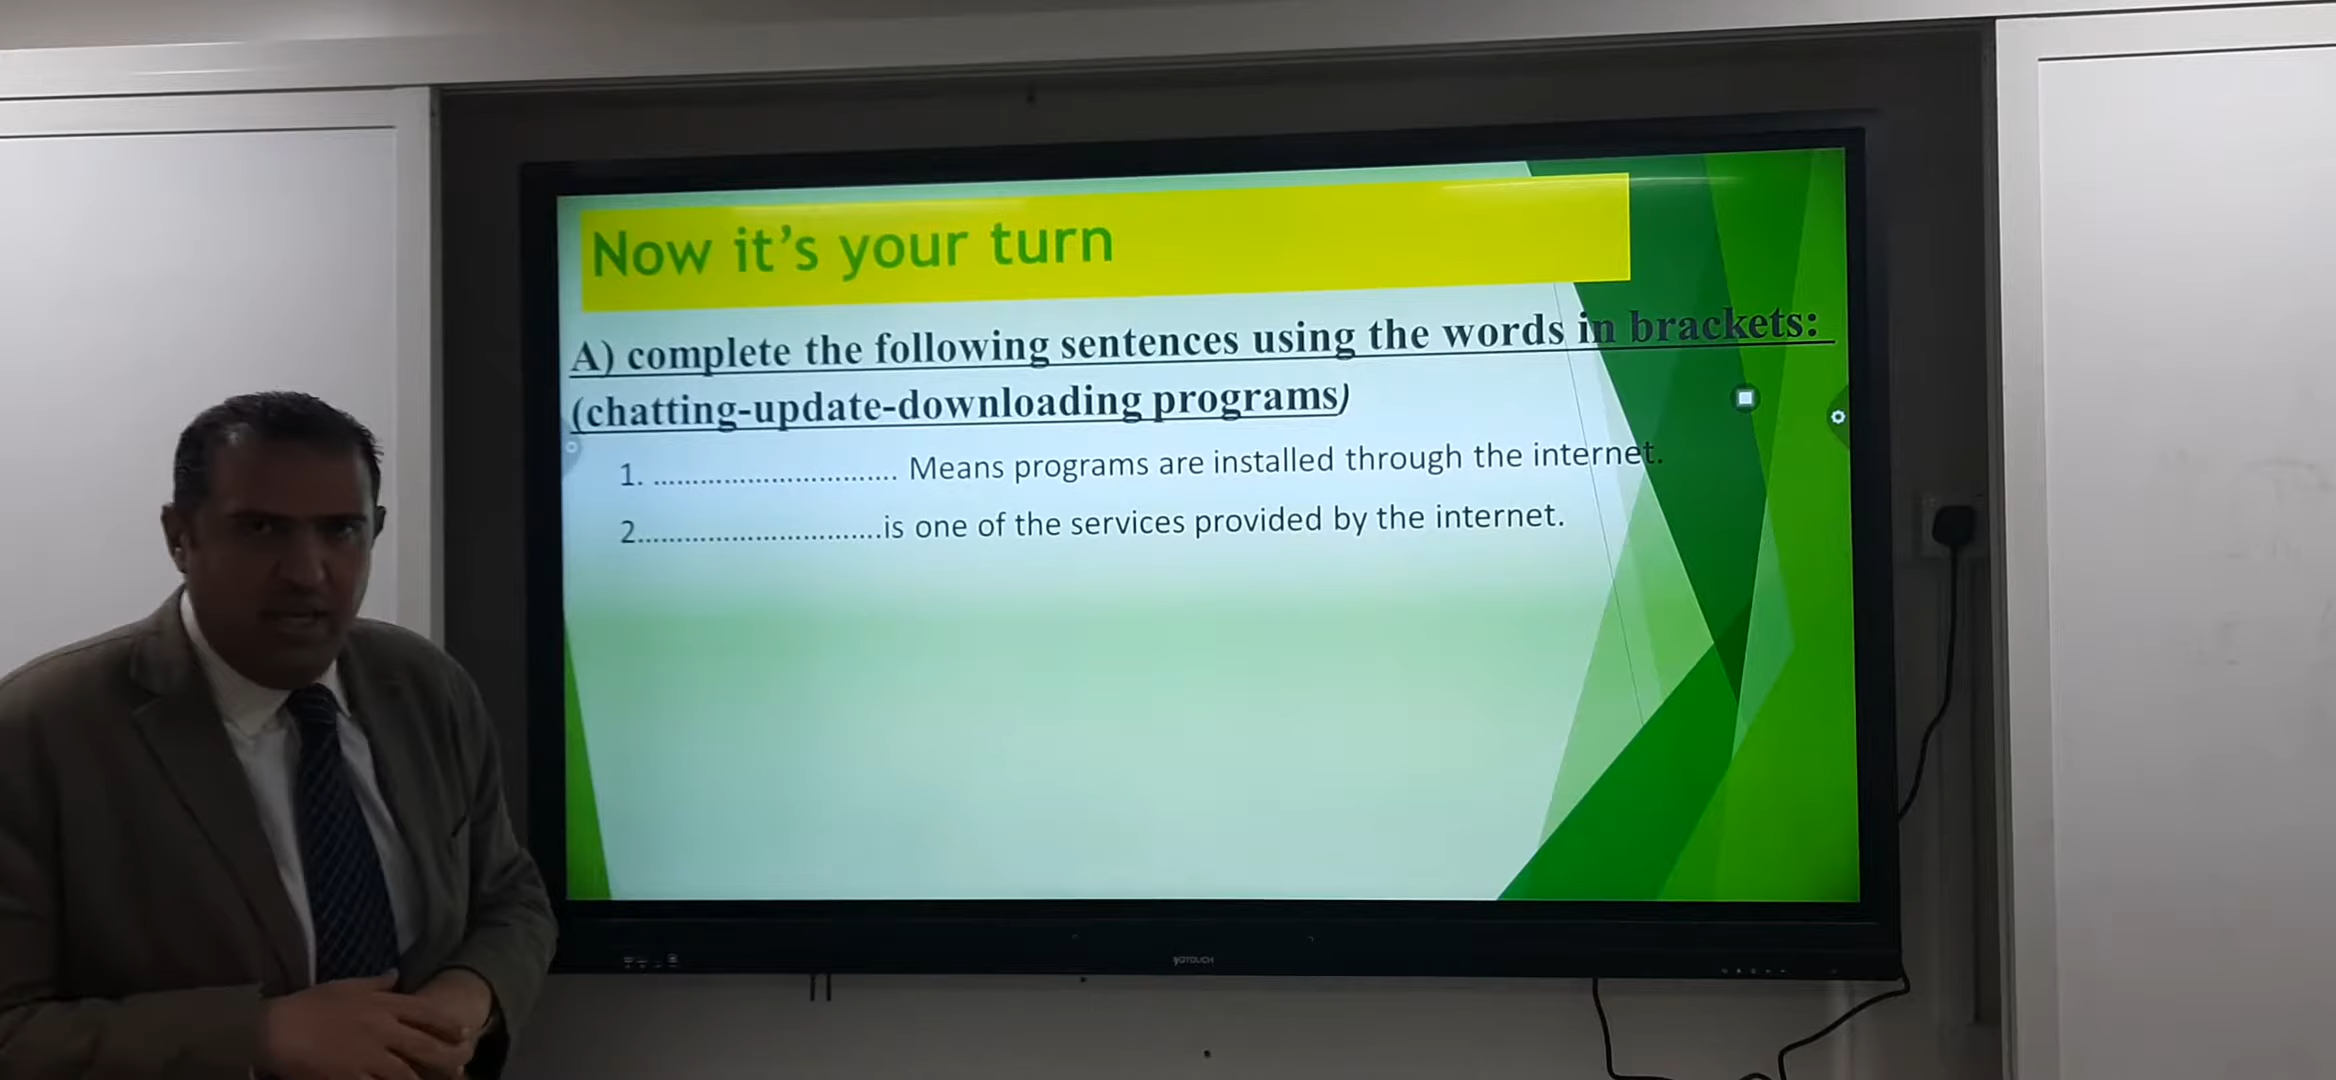 Now it's your turn
A) complete the following sentences using the words in brackets:
(chatting-update-downloading programs)
1. .............................. Means programs are installed through the internet.
2..............................is one of the services provided by the internet.
YOTOUCH